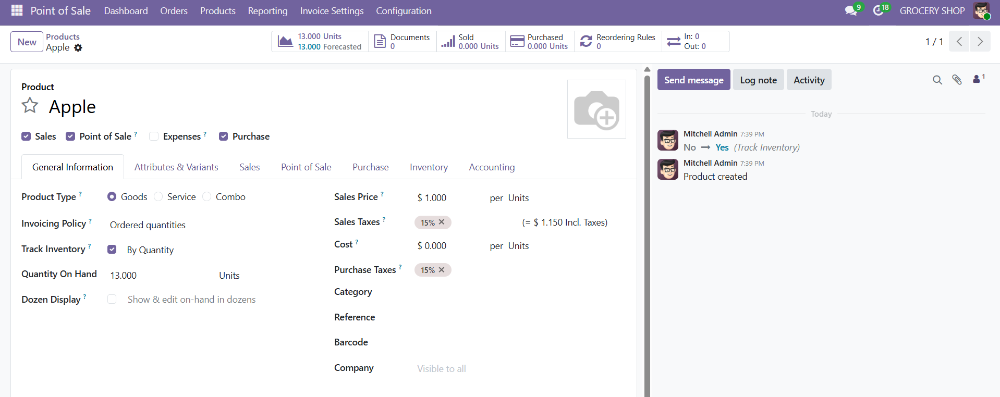 Point of Sale Dashboard Orders Products Reporting Invoice Settings Configuration 9 18 GROCERY SHOP
New Products
Apple
13.000 Units
13.000 Forecasted
Documents
0
Sold
0.000 Units
Purchased
0.000 Units
Reordering Rules
0
In: 0
Out: 0
1 / 1
Product
Apple
Sales Point of Sale ? Expenses ? Purchase
General Information Attributes & Variants Sales Point of Sale Purchase Inventory Accounting
Product Type ? Goods Service Combo
Invoicing Policy ? Ordered quantities
Track Inventory ? By Quantity
Quantity On Hand 13.000 Units
Dozen Display ? Show & edit on-hand in dozens
Sales Price ? $ 1.000 per Units
Sales Taxes ? 15% × (= $ 1.150 Incl. Taxes)
Cost ? $ 0.000 per Units
Purchase Taxes ? 15% ×
Category
Reference
Barcode
Company Visible to all
Send message Log note Activity 1
Today
Mitchell Admin 7:39 PM
No → Yes (Track Inventory)
Mitchell Admin 7:39 PM
Product created